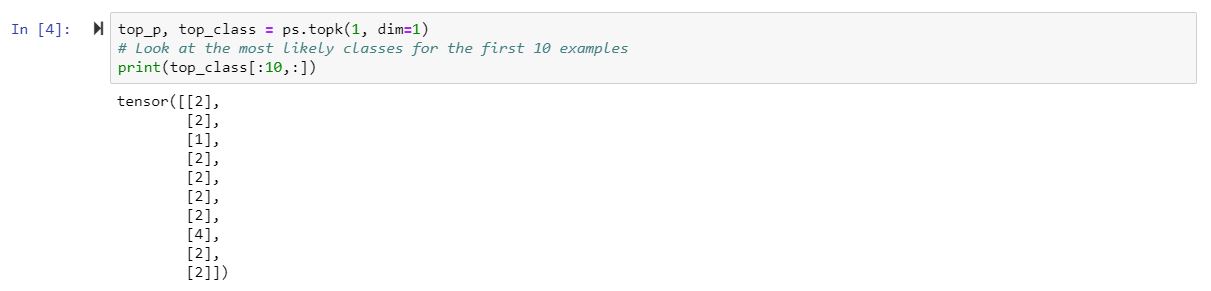 In [4]: top_p, top_class = ps.topk(1, dim=1)
# Look at the most likely classes for the first 10 examples
print(top_class[:10,:])
tensor([[2],
        [2],
        [1],
        [2],
        [2],
        [2],
        [2],
        [4],
        [2],
        [2]])